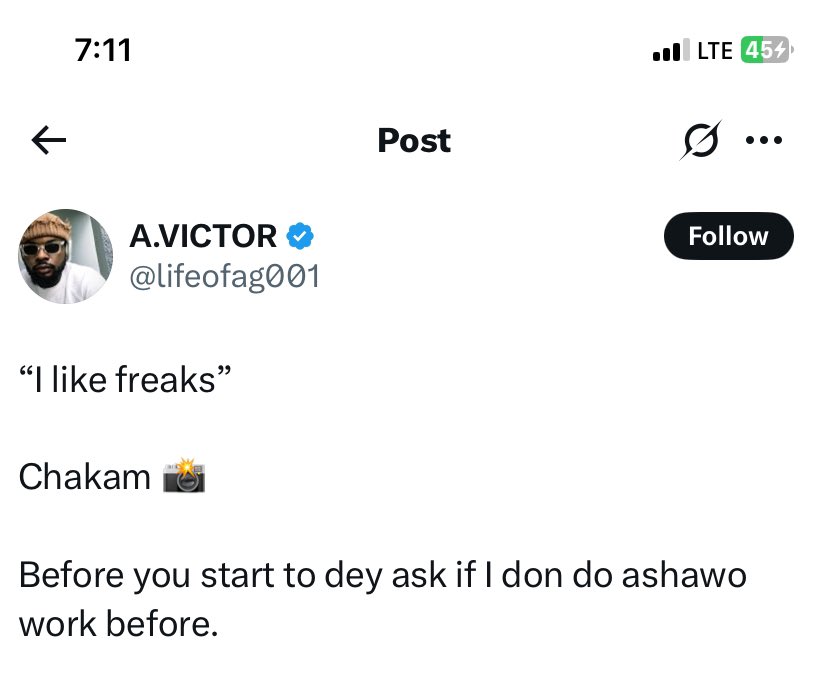 7:11
LTE 45
Post
A.VICTOR
Follow
@lifeofag001
“I like freaks”
Chakam 📸
Before you start to dey ask if I don do ashawo
work before.